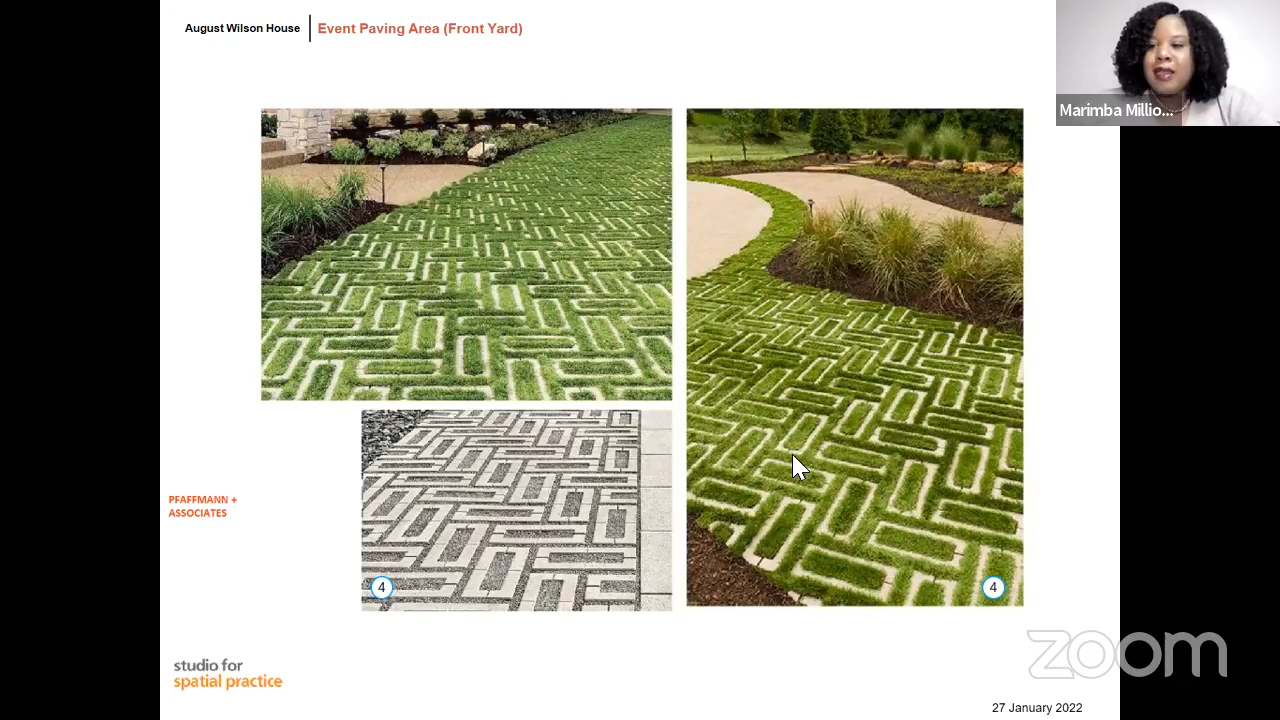 August Wilson House
Event Paving Area (Front Yard)
Marimba Millio...
PFAFFMANN +
ASSOCIATES
4
4
studio for
spatial practice
zoom
27 January 2022